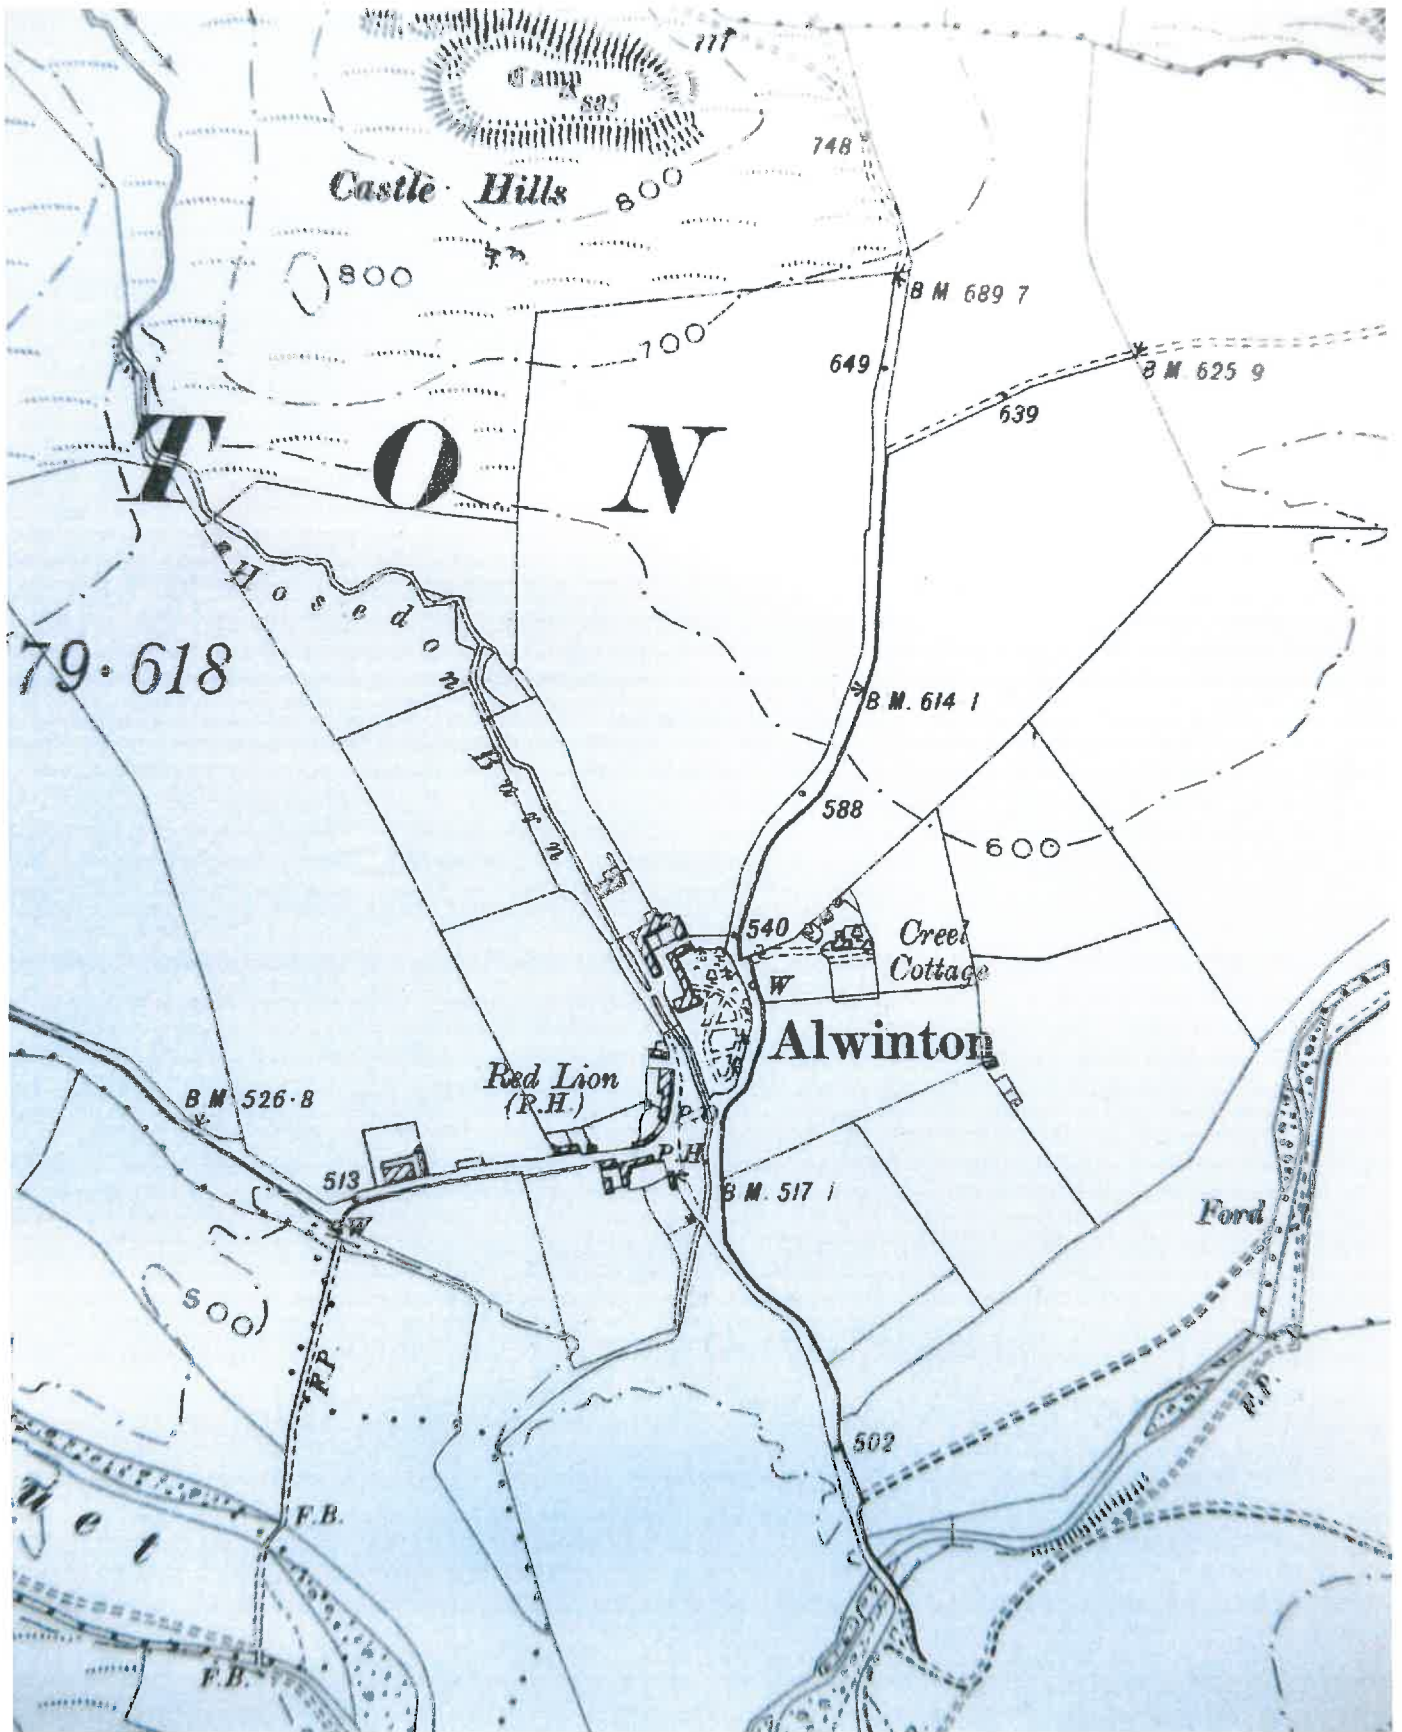 Camp
885
748
Castle Hills
800
800
B M 689 7
700
649
B M. 625 9
639
T O N
Hosedon Burn
79·618
B M. 614 1
588
600
540
Creel
Cottage
W
Alwinton
Red Lion
(P.H.)
B M 526·8
P.H.
513
B M. 517 1
W
Ford
500
F.P.
F.P.
502
uet
F.B.
F.B.